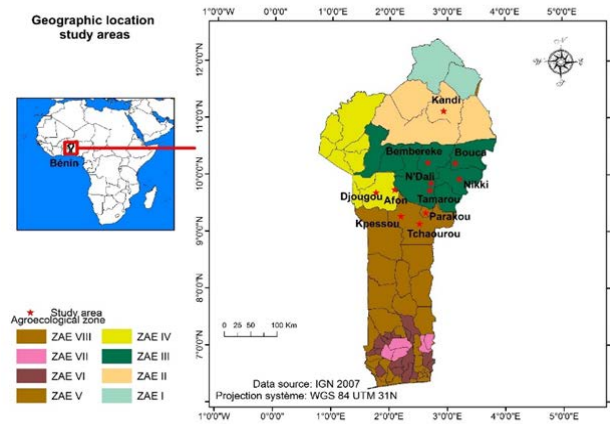 Geographic location
study areas
Bénin
Study area
Agroecological zone
ZAE VIII
ZAE IV
ZAE VII
ZAE III
ZAE VI
ZAE II
ZAE V
ZAE I
1°0'0"O 0°0'0" 1°0'0"E 2°0'0"E 3°0'0"E 4°0'0"E 5°0'0"E
12°0'0"N
11°0'0"N
10°0'0"N
9°0'0"N
8°0'0"N
7°0'0"N
Kandi
Bembereke
Bouca
N'Dali
Nikki
Djougou
Afon
Tamarou
Parakou
Kpessou
Tchaourou
0 25 50 100 Km
Data source: IGN 2007
Projection système: WGS 84 UTM 31N
1°0'0"O 0°0'0" 1°0'0"E 2°0'0"E 3°0'0"E 4°0'0"E 5°0'0"E